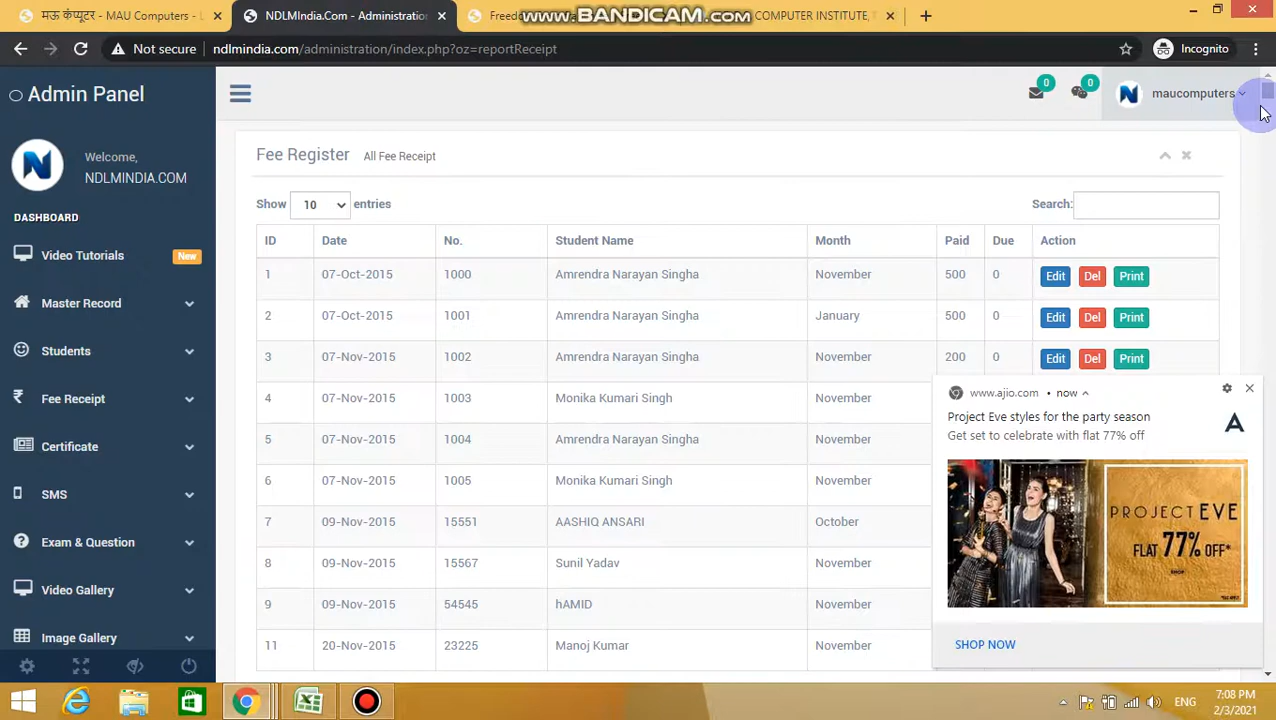 मऊ कंप्यूटर - MAU Computers - L
NDLMIndia.Com - Administratio
Freed
COMPUTER INSTITUTE,
www.BANDICAM.com
Not secure ndlmindia.com/administration/index.php?oz=reportReceipt Incognito
Admin Panel
Welcome,
NDLMINDIA.COM
DASHBOARD
Video Tutorials New
Master Record
Students
Fee Receipt
Certificate
SMS
Exam & Question
Video Gallery
Image Gallery
0 0 maucomputers
Fee Register All Fee Receipt
Show 10 entries Search:
ID Date No. Student Name Month Paid Due Action
1 07-Oct-2015 1000 Amrendra Narayan Singha November 500 0 Edit Del Print
2 07-Oct-2015 1001 Amrendra Narayan Singha January 500 0 Edit Del Print
3 07-Nov-2015 1002 Amrendra Narayan Singha November 200 0 Edit Del Print
4 07-Nov-2015 1003 Monika Kumari Singh November
5 07-Nov-2015 1004 Amrendra Narayan Singha November
6 07-Nov-2015 1005 Monika Kumari Singh November
7 09-Nov-2015 15551 AASHIQ ANSARI October
8 09-Nov-2015 15567 Sunil Yadav November
9 09-Nov-2015 54545 hAMID November
11 20-Nov-2015 23225 Manoj Kumar November
www.ajio.com • now
Project Eve styles for the party season
Get set to celebrate with flat 77% off
A
PROJECT EVE
FLAT 77% OFF*
SHOP
SHOP NOW
ENG
7:08 PM
2/3/2021